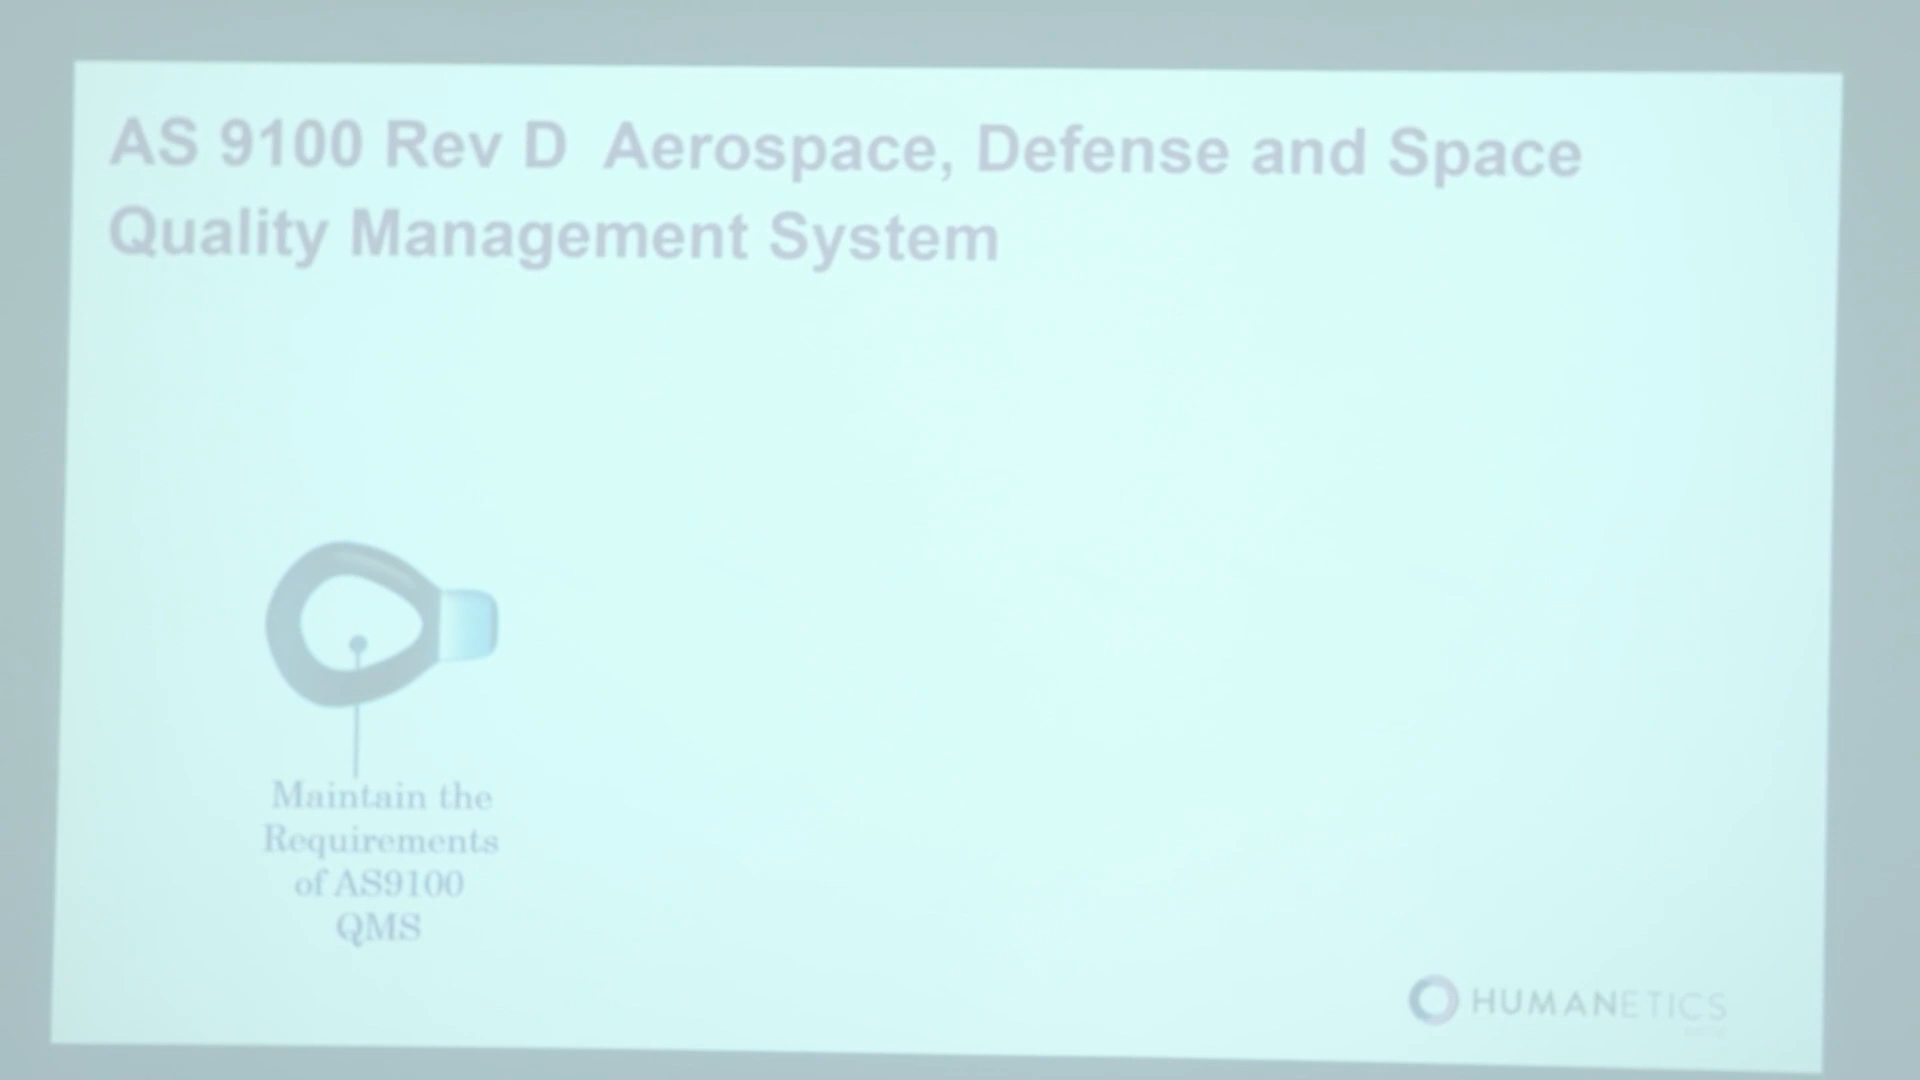 AS 9100 Rev D Aerospace, Defense and Space
Quality Management System
Maintain the
Requirements
of AS9100
QMS
HUMANETICS